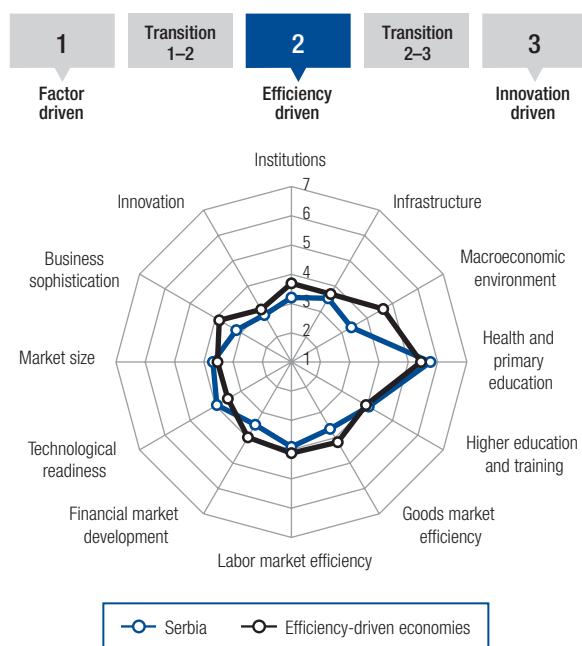 1
Transition
1–2
2
Transition
2–3
3
Factor
driven
Efficiency
driven
Innovation
driven
Institutions
Innovation
Infrastructure
Business
sophistication
Macroeconomic
environment
Market size
Health and
primary
education
Technological
readiness
Higher education
and training
Financial market
development
Goods market
efficiency
Labor market efficiency
7
6
5
4
3
2
1
Serbia
Efficiency-driven economies